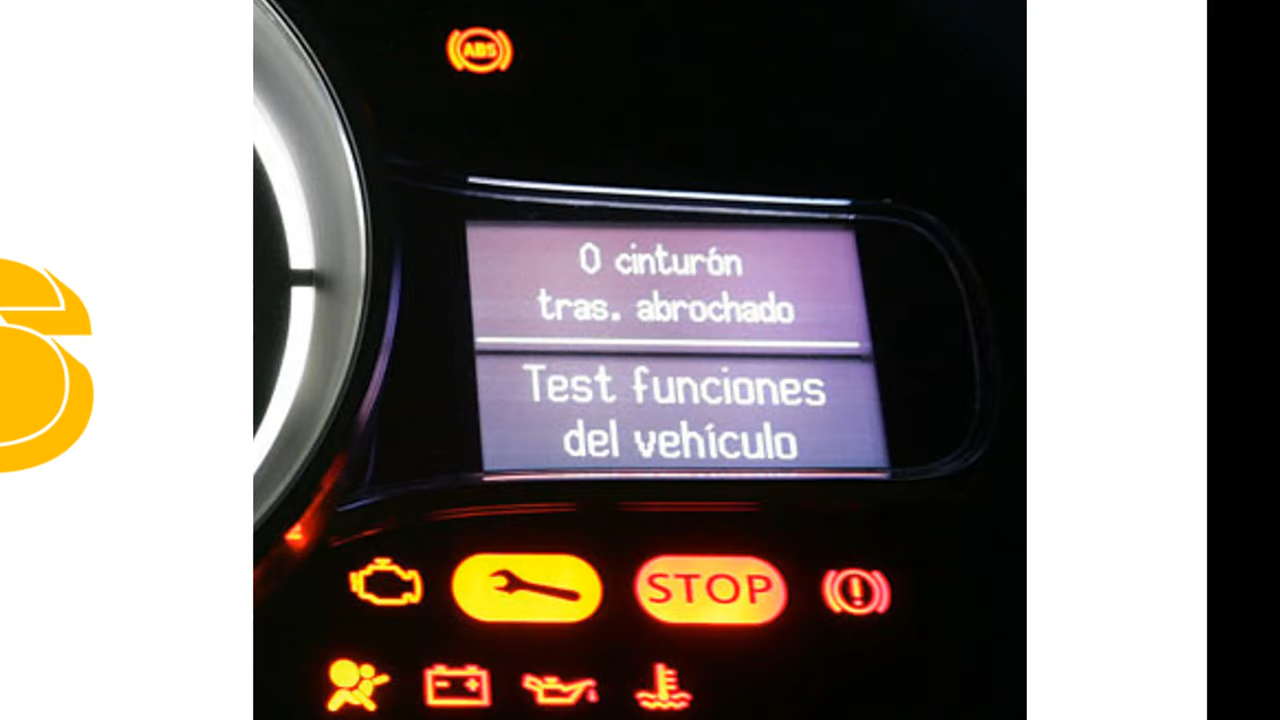 ABS
0 cinturón
tras. abrochado
Test funciones
del vehículo
STOP